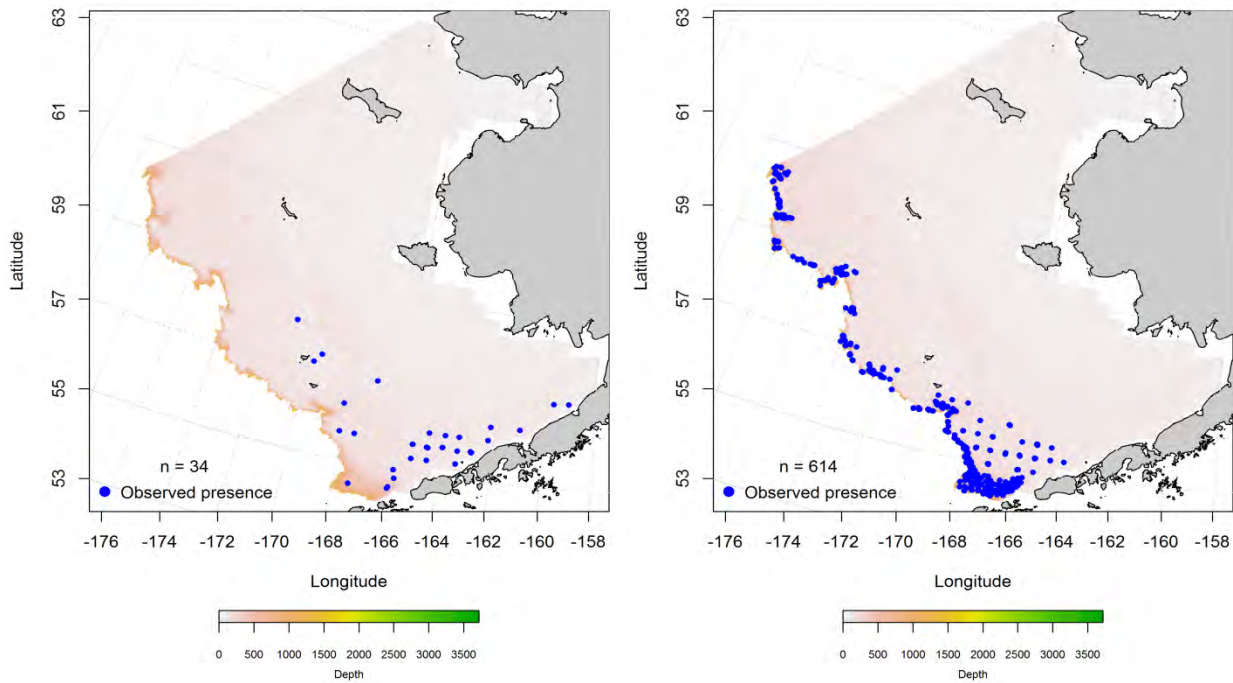 63
61
59
57
55
53
Latitude
n = 34
Observed presence
-176 -174 -172 -170 -168 -166 -164 -162 -160 -158
Longitude
0 500 1000 1500 2000 2500 3000 3500
Depth
63
61
59
57
55
53
Latitude
n = 614
Observed presence
-176 -174 -172 -170 -168 -166 -164 -162 -160 -158
Longitude
0 500 1000 1500 2000 2500 3000 3500
Depth